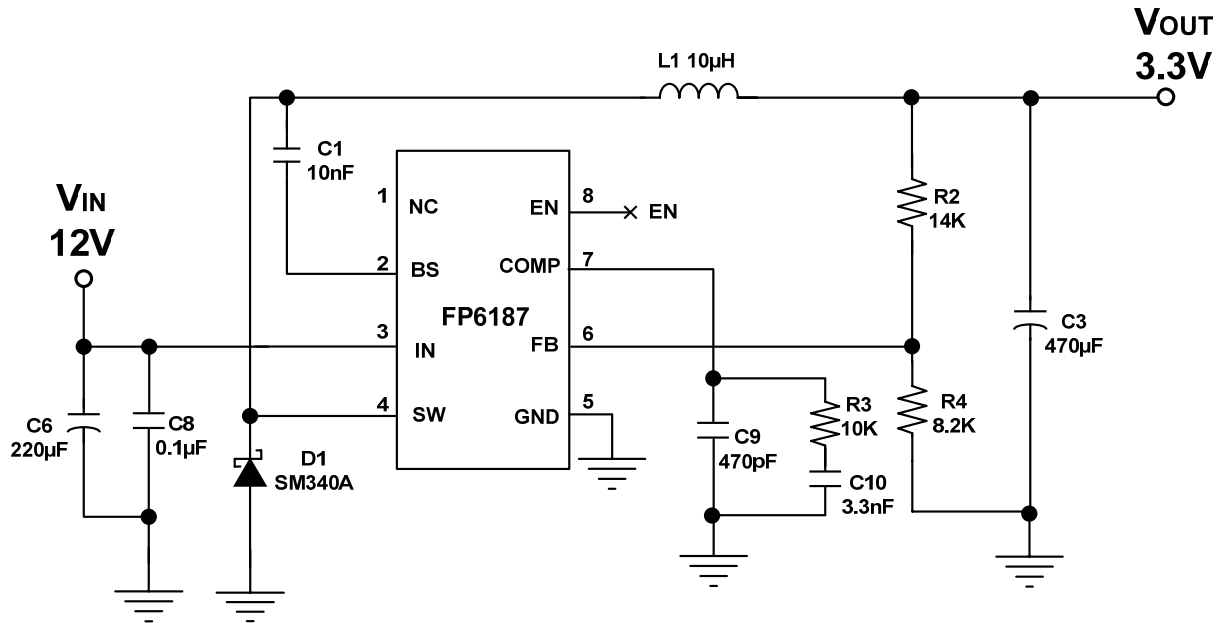 VOUT
3.3V
L1 10µH
C1
10nF
VIN
12V
1
NC
2
BS
3
IN
4
SW
FP6187
8
EN
EN
7
COMP
6
FB
5
GND
R2
14K
C3
470µF
R4
8.2K
R3
10K
C9
470pF
C10
3.3nF
C6
220µF
C8
0.1µF
D1
SM340A